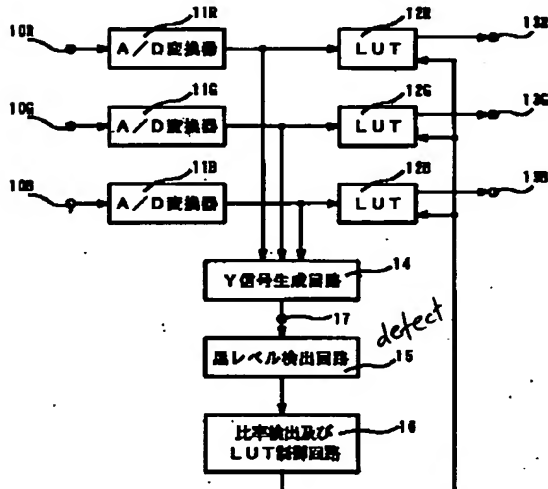 11R 12R 13R
10R A/D変換器 LUT
11G 12G 13G
10G A/D変換器 LUT
11B 12B 13B
10B A/D変換器 LUT
Y信号生成回路 14
17
detect
黒レベル検出回路 15
比率検出及び 16
LUT制御回路